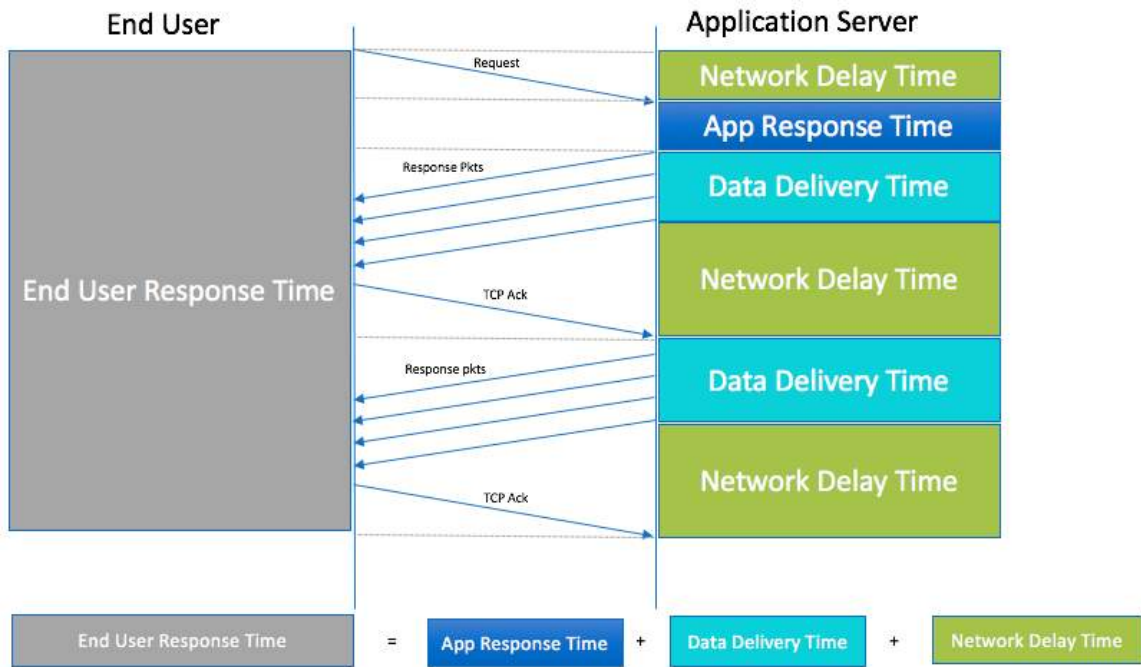 End User
Application Server
Request
Network Delay Time
App Response Time
Response Pkts
Data Delivery Time
End User Response Time
Network Delay Time
TCP Ack
Response pkts
Data Delivery Time
Network Delay Time
TCP Ack
End User Response Time = App Response Time + Data Delivery Time + Network Delay Time